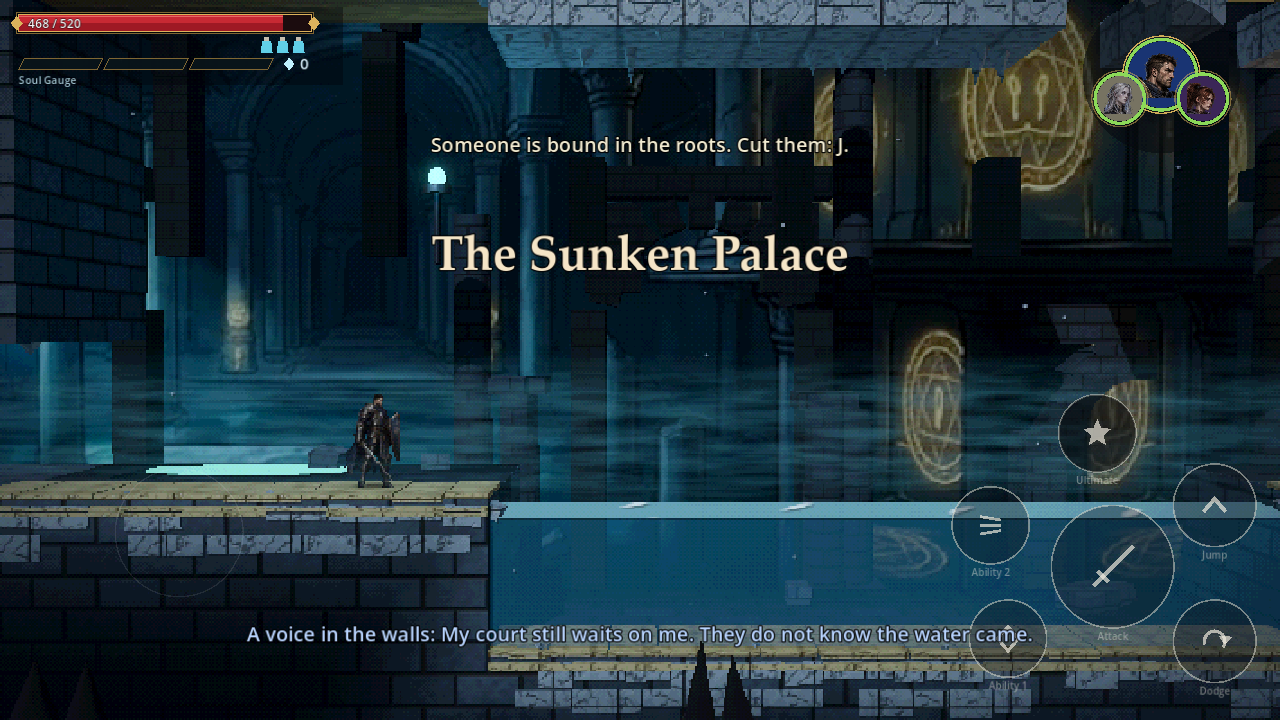 468 / 520
0
Soul Gauge
Someone is bound in the roots. Cut them: J.
The Sunken Palace
Ultimate
Jump
Ability 2
Attack
A voice in the walls: My court still waits on me. They do not know the water came.
Ability 1
Dodge